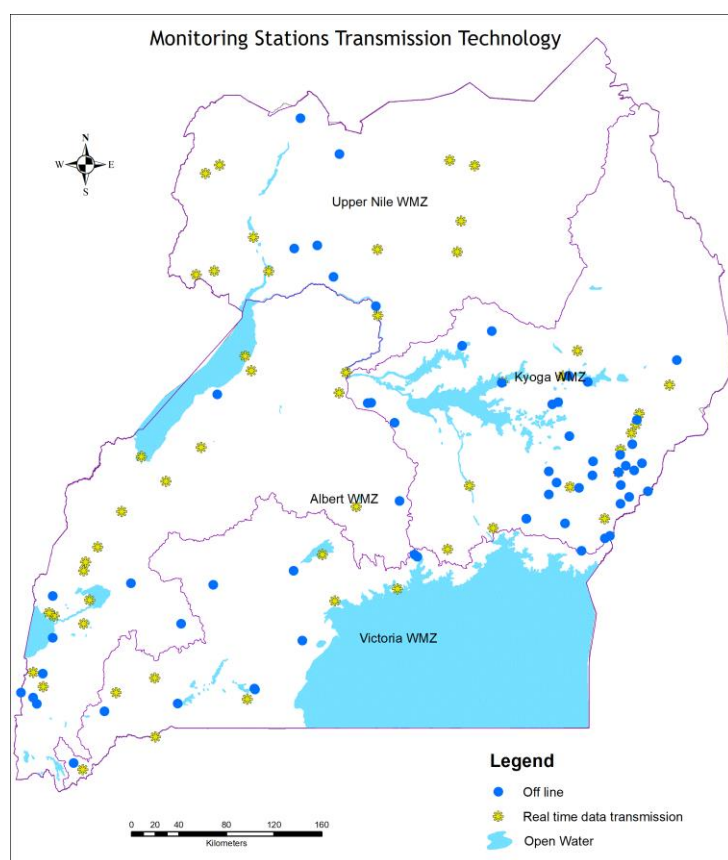 Monitoring Stations Transmission Technology
N
W E
S
Upper Nile WMZ
Kyoga WMZ
Albert WMZ
Victoria WMZ
Legend
Off line
Real time data transmission
Open Water
0 20 40 80 120 160
Kilometers